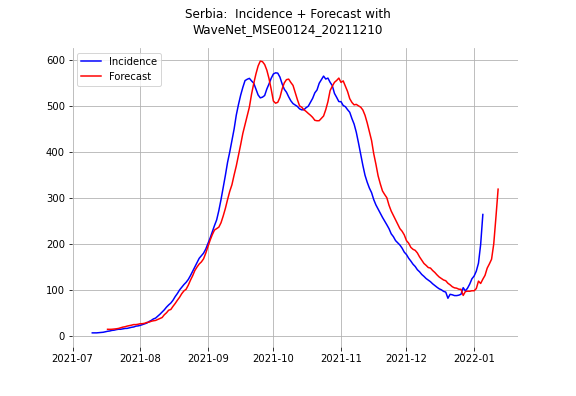 Serbia:  Incidence + Forecast with
WaveNet_MSE00124_20211210
Incidence
Forecast
600
500
400
300
200
100
0
2021-07 2021-08 2021-09 2021-10 2021-11 2021-12 2022-01